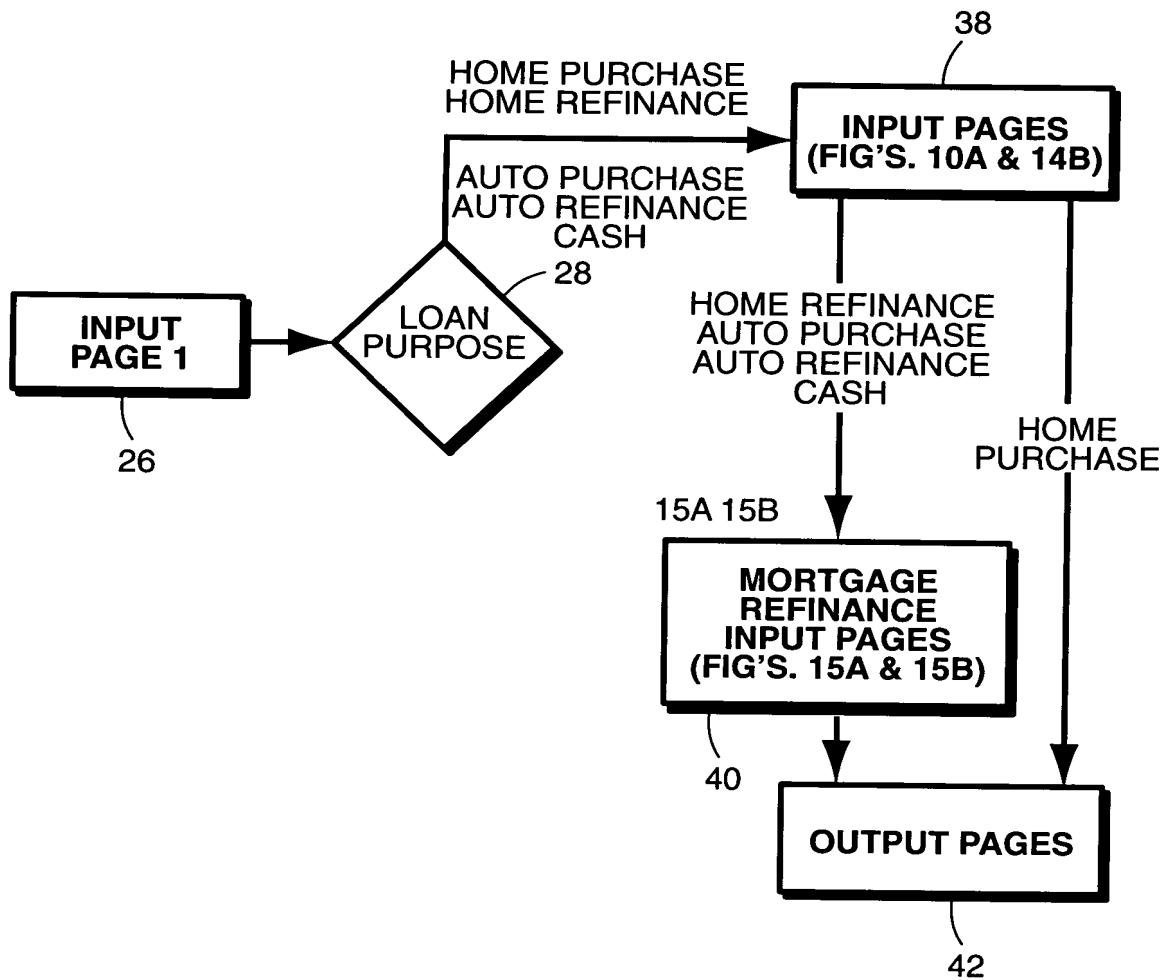 38
HOME PURCHASE
HOME REFINANCE
INPUT PAGES
(FIG'S. 10A & 14B)
AUTO PURCHASE
AUTO REFINANCE
CASH
28
LOAN
PURPOSE
INPUT
PAGE 1
26
HOME REFINANCE
AUTO PURCHASE
AUTO REFINANCE
CASH
HOME
PURCHASE
15A 15B
MORTGAGE
REFINANCE
INPUT PAGES
(FIG'S. 15A & 15B)
40
OUTPUT PAGES
42